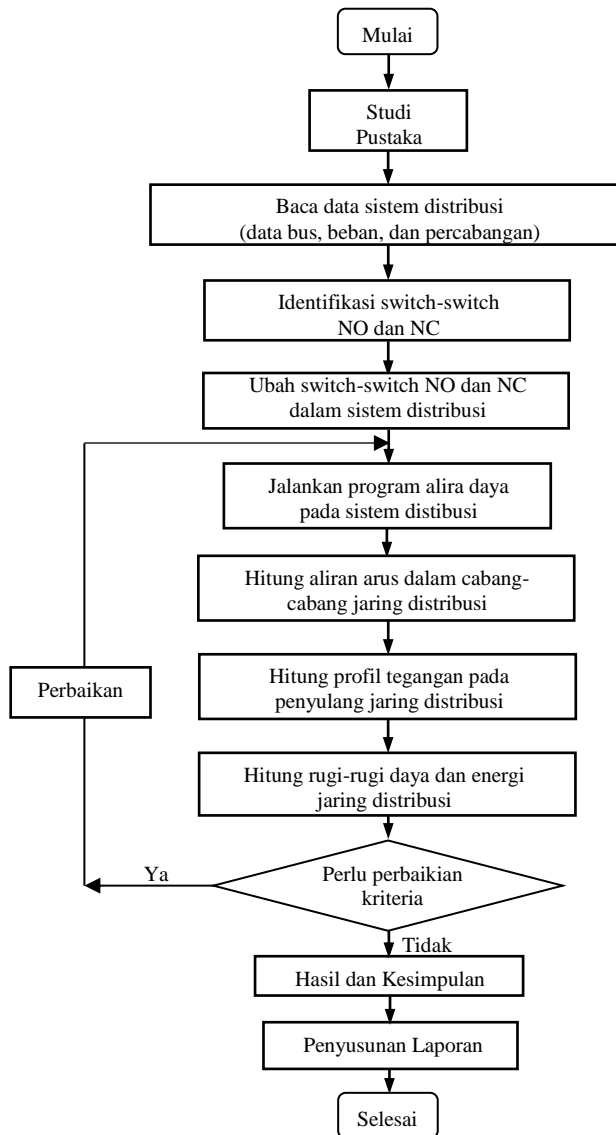 Mulai
Studi
Pustaka
Baca data sistem distribusi
(data bus, beban, dan percabangan)
Identifikasi switch-switch
NO dan NC
Ubah switch-switch NO dan NC
dalam sistem distribusi
Jalankan program alira daya
pada sistem distibusi
Hitung aliran arus dalam cabang-
cabang jaring distribusi
Hitung profil tegangan pada
penyulang jaring distribusi
Perbaikan
Hitung rugi-rugi daya dan energi
jaring distribusi
Ya
Perlu perbaikian
kriteria
Tidak
Hasil dan Kesimpulan
Penyusunan Laporan
Selesai